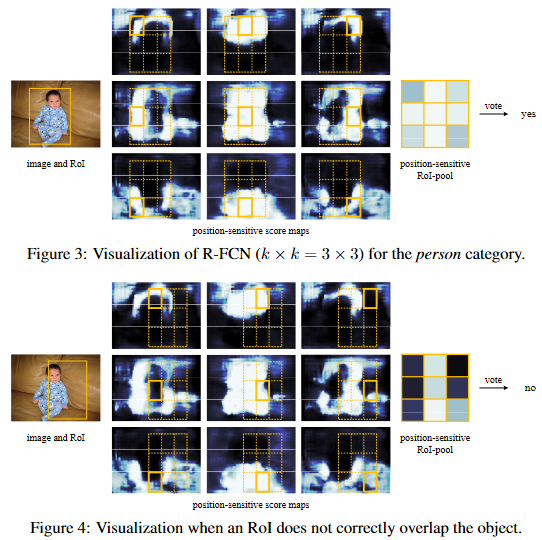 vote
yes
image and RoI
position-sensitive
RoI-pool
position-sensitive score maps
Figure 3: Visualization of R-FCN (k × k = 3 × 3) for the person category.
vote
no
image and RoI
position-sensitive
RoI-pool
position-sensitive score maps
Figure 4: Visualization when an RoI does not correctly overlap the object.